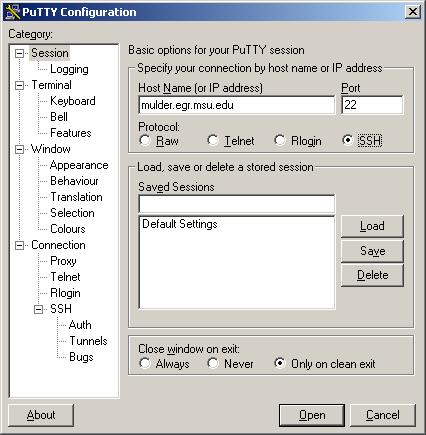 PuTTY Configuration
Category:
Session
Logging
Terminal
Keyboard
Bell
Features
Window
Appearance
Behaviour
Translation
Selection
Colours
Connection
Proxy
Telnet
Rlogin
SSH
Auth
Tunnels
Bugs
Basic options for your PuTTY session
Specify your connection by host name or IP address
Host Name (or IP address) Port
mulder.egr.msu.edu 22
Protocol:
Raw Telnet Rlogin SSH
Load, save or delete a stored session
Saved Sessions
Default Settings
Load
Save
Delete
Close window on exit:
Always Never Only on clean exit
About Open Cancel